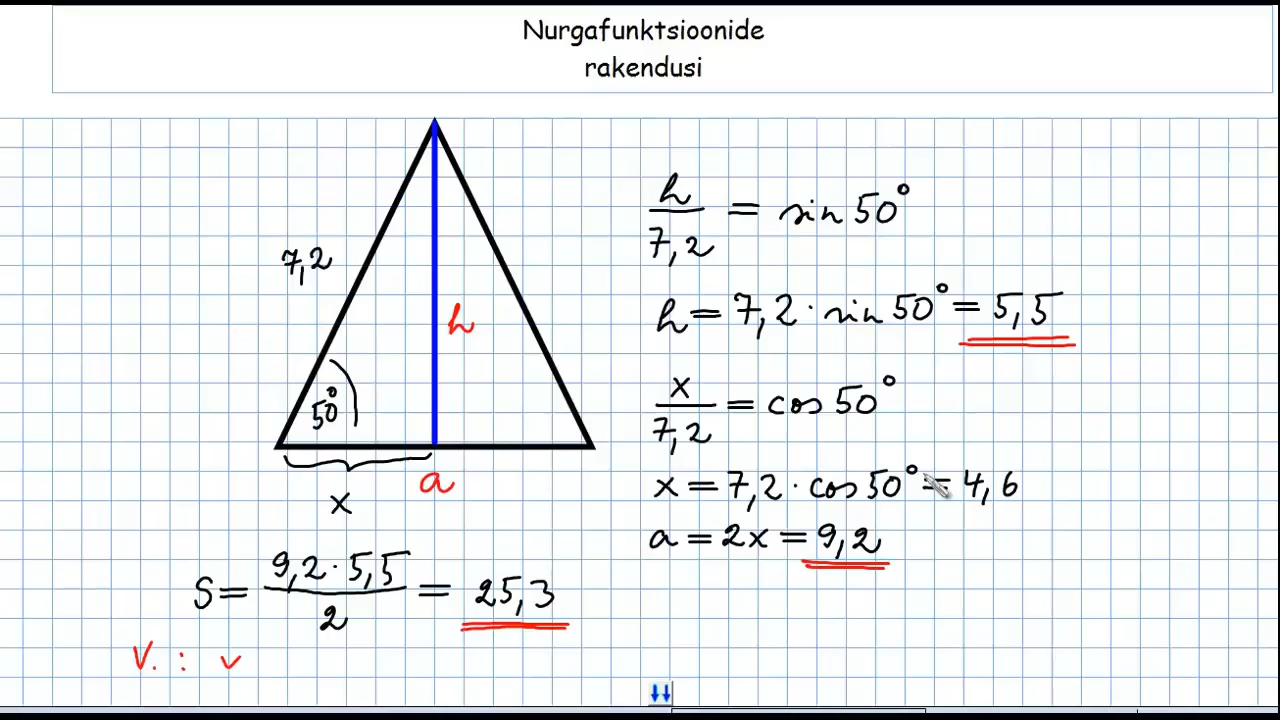 Nurgafunktsioonide
rakendusi
7,2
h
50°
x
a
h/7,2 = sin 50°
h = 7,2 · sin 50° = 5,5
x/7,2 = cos 50°
x = 7,2 · cos 50° = 4,6
a = 2x = 9,2
S = 9,2 · 5,5/2 = 25,3
V. : v